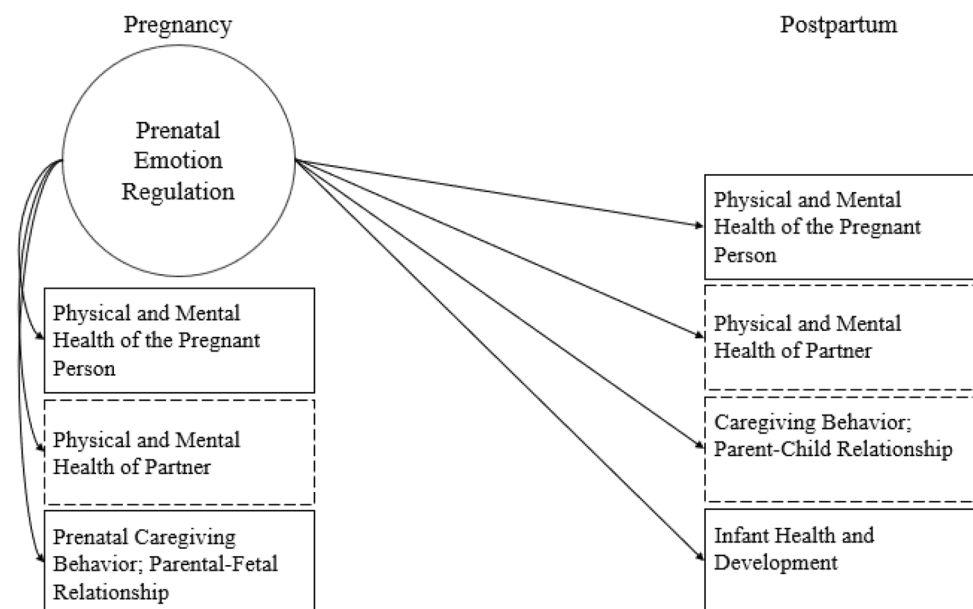 Pregnancy
Postpartum
Prenatal
Emotion
Regulation
Physical and Mental
Health of the Pregnant
Person
Physical and Mental
Health of Partner
Prenatal Caregiving
Behavior; Parental-Fetal
Relationship
Physical and Mental
Health of the Pregnant
Person
Physical and Mental
Health of Partner
Caregiving Behavior;
Parent-Child Relationship
Infant Health and
Development